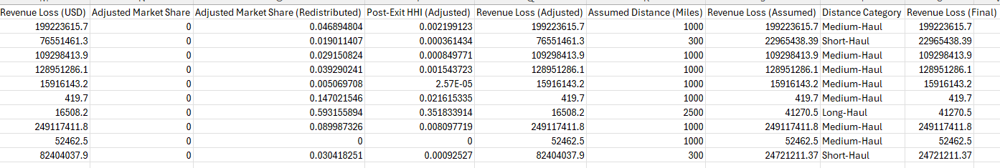 Revenue Loss (USD) Adjusted Market Share Adjusted Market Share (Redistributed) Post-Exit HHI (Adjusted) Revenue Loss (Adjusted) Assumed Distance (Miles) Revenue Loss (Assumed) Distance Category Revenue Loss (Final)
199223615.7 0 0.046894804 0.002199123 199223615.7 1000 199223615.7 Medium-Haul 199223615.7
76551461.3 0 0.019011407 0.000361434 76551461.3 300 22965438.39 Short-Haul 22965438.39
109298413.9 0 0.029150824 0.000849771 109298413.9 1000 109298413.9 Medium-Haul 109298413.9
128951286.1 0 0.039290241 0.001543723 128951286.1 1000 128951286.1 Medium-Haul 128951286.1
15916143.2 0 0.005069708 2.57E-05 15916143.2 1000 15916143.2 Medium-Haul 15916143.2
419.7 0 0.147021546 0.021615335 419.7 1000 419.7 Medium-Haul 419.7
16508.2 0 0.593155894 0.351833914 16508.2 2500 41270.5 Long-Haul 41270.5
249117411.8 0 0.089987326 0.008097719 249117411.8 1000 249117411.8 Medium-Haul 249117411.8
52462.5 0 0 0 52462.5 1000 52462.5 Medium-Haul 52462.5
82404037.9 0 0.030418251 0.00092527 82404037.9 300 24721211.37 Short-Haul 24721211.37